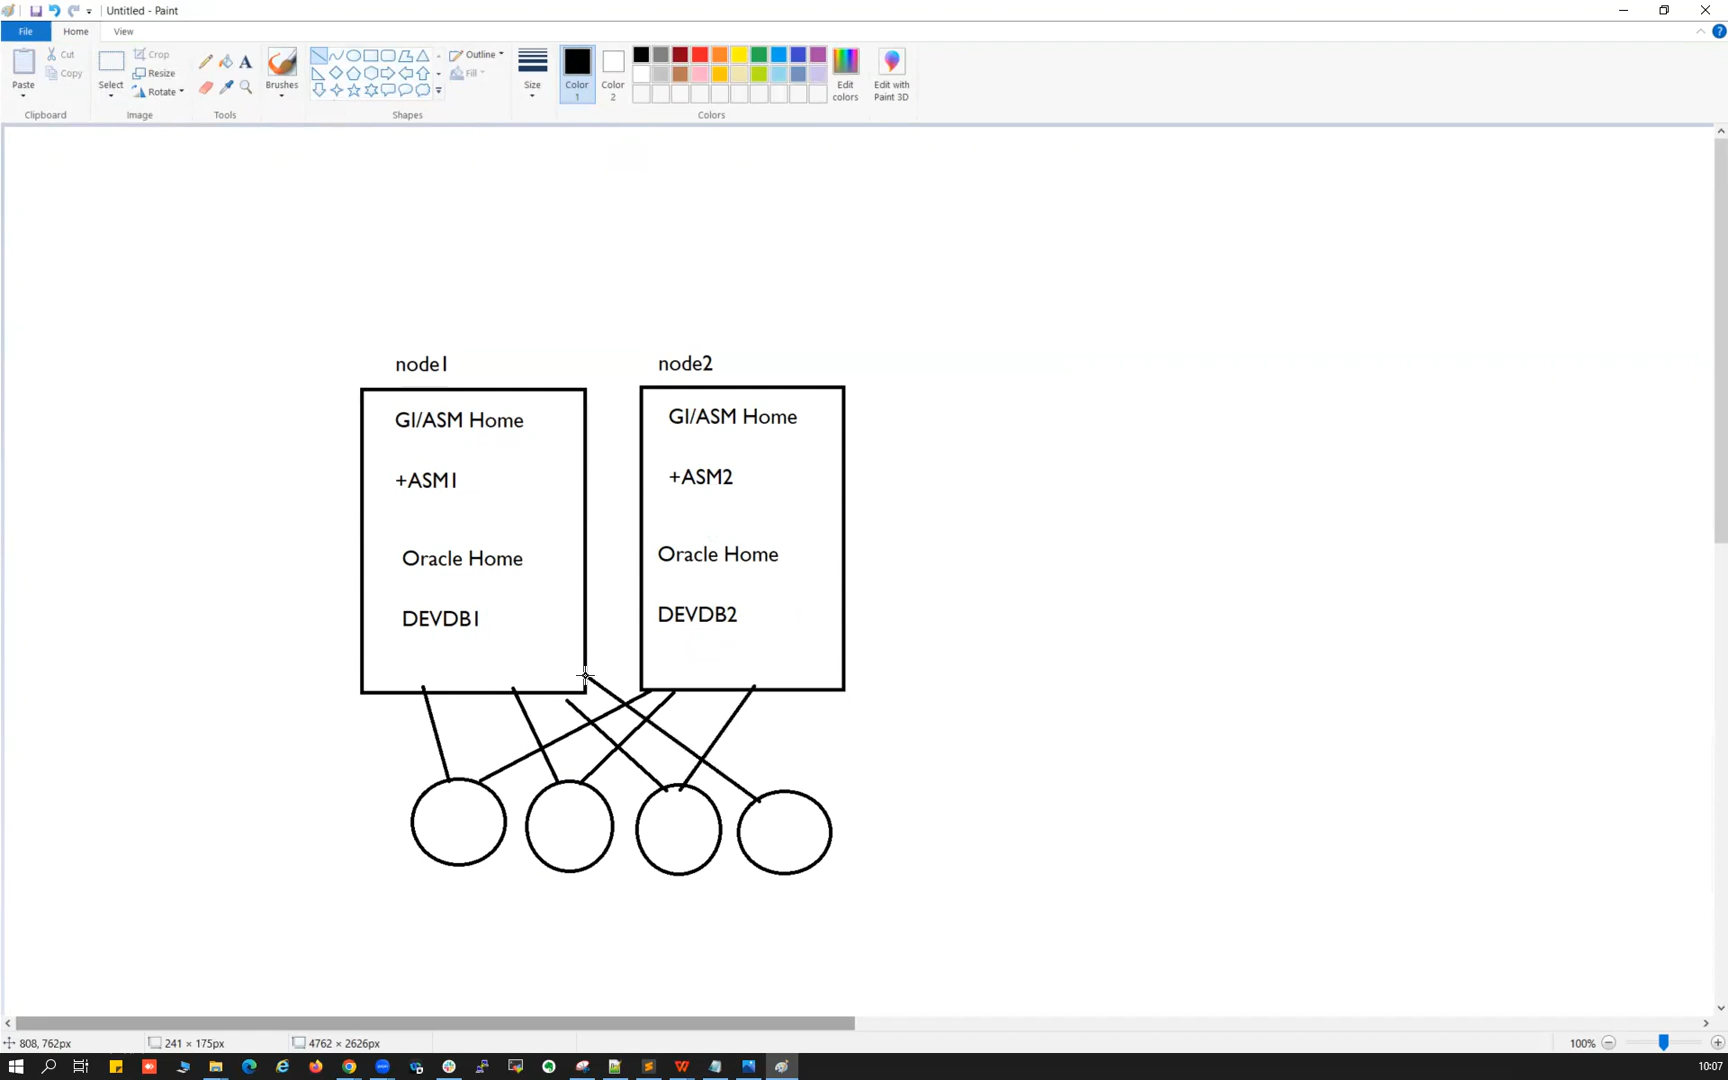 Untitled - Paint
File
Home
View
Paste
Cut
Copy
Clipboard
Select
Crop
Resize
Rotate
Image
A
Tools
Brushes
Shapes
Outline
Fill
Size
Color
1
Color
2
Edit
colors
Colors
Edit with
Paint 3D
node1
node2
GI/ASM Home
GI/ASM Home
+ASM1
+ASM2
Oracle Home
Oracle Home
DEVDB1
DEVDB2
808, 762px
241 × 175px
4762 × 2626px
100%
10:07